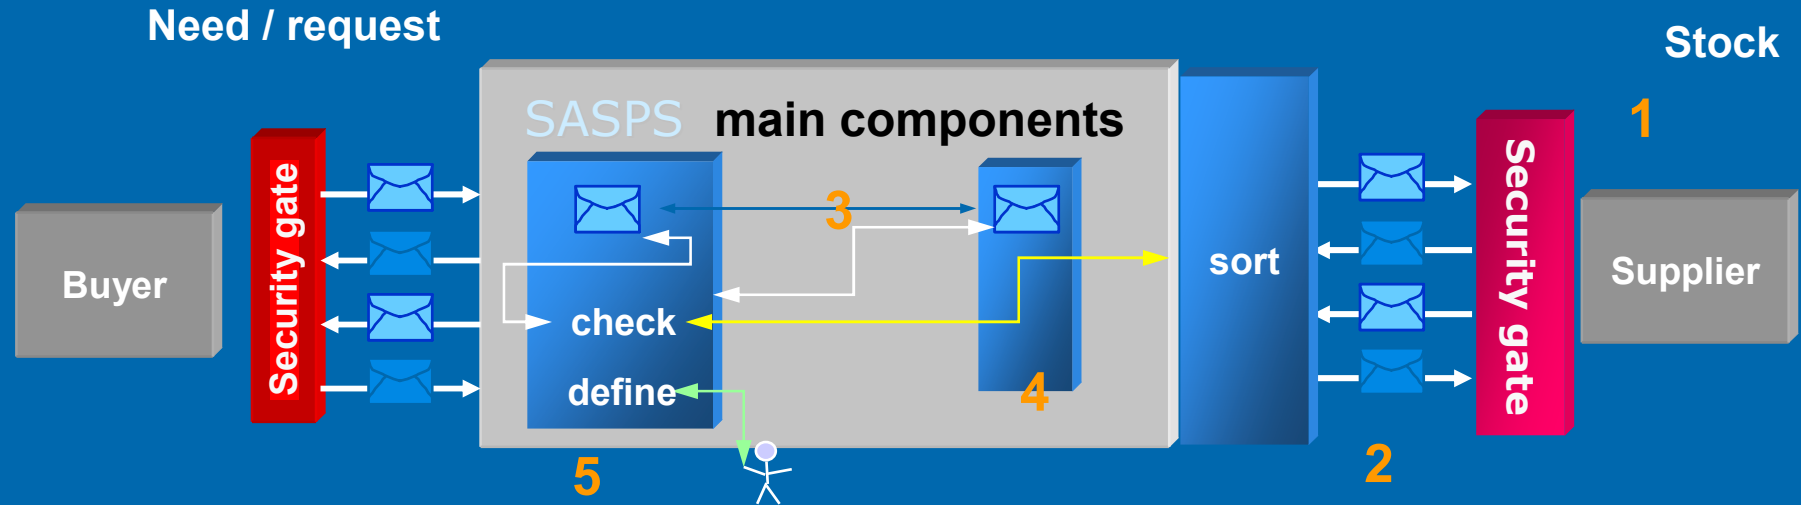 Need / request
Stock
SASPS main components
1
Security gate
3
Security gate
Buyer
sort
Supplier
check
define
4
5
2